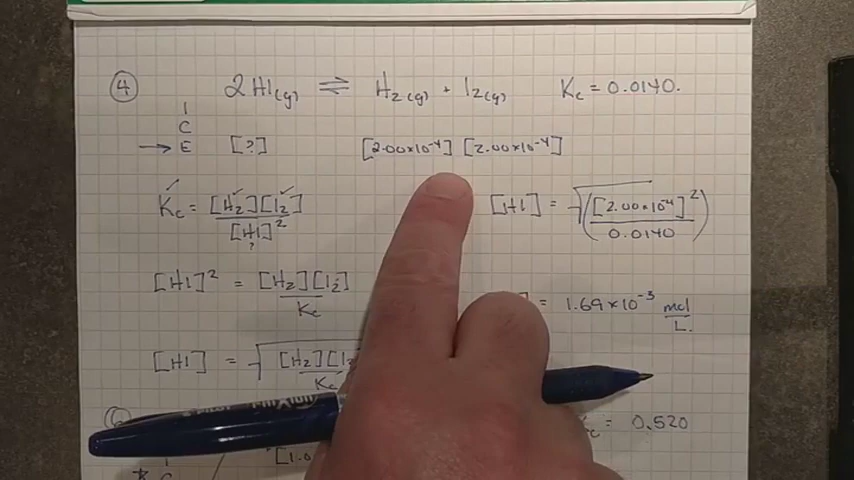 ④ 2HI(g) ⇌ H₂(g) + I₂(g) Kc = 0.0140.
I
C
→ E [?] [2.00×10⁻⁴] [2.00×10⁻⁴]
Kc = [H₂][I₂] / [HI]² ?
[HI] = √([2.00×10⁻⁴]² / 0.0140)
[HI]² = [H₂][I₂] / Kc
= 1.69×10⁻³ mol/L.
[HI] = √[H₂][I₂ / Kc
= 0.520
[1.0